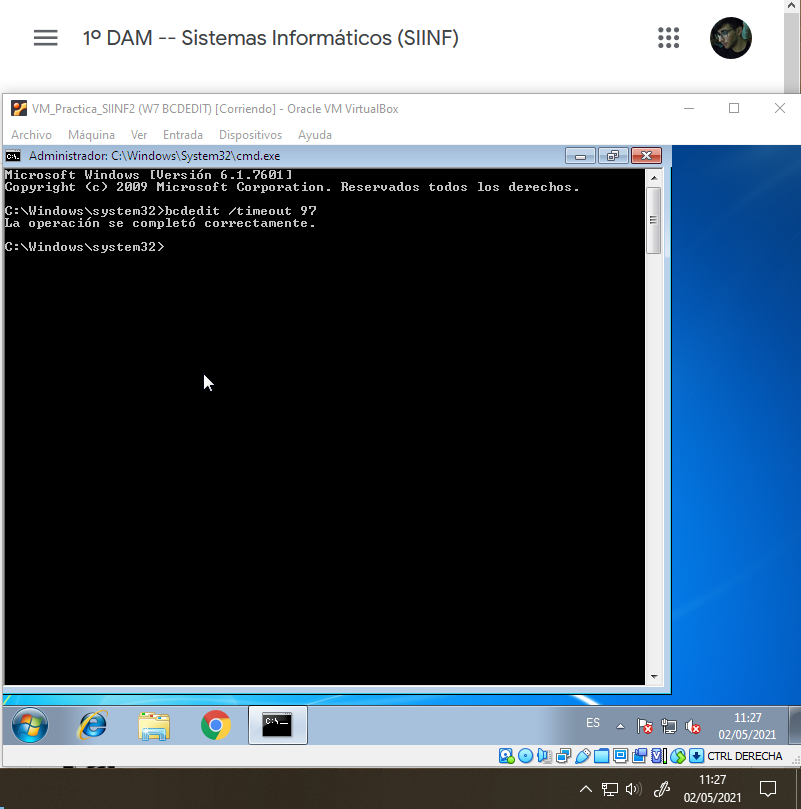 1º DAM -- Sistemas Informáticos (SIINF)
VM_Practica_SIINF2 (W7 BCDEDIT) [Corriendo] - Oracle VM VirtualBox
Archivo Máquina Ver Entrada Dispositivos Ayuda
Administrador: C:\Windows\System32\cmd.exe
Microsoft Windows [Versión 6.1.7601]
Copyright (c) 2009 Microsoft Corporation. Reservados todos los derechos.
C:\Windows\system32>bcdedit /timeout 97
La operación se completó correctamente.
C:\Windows\system32>
ES
11:27
02/05/2021
CTRL DERECHA
11:27
02/05/2021